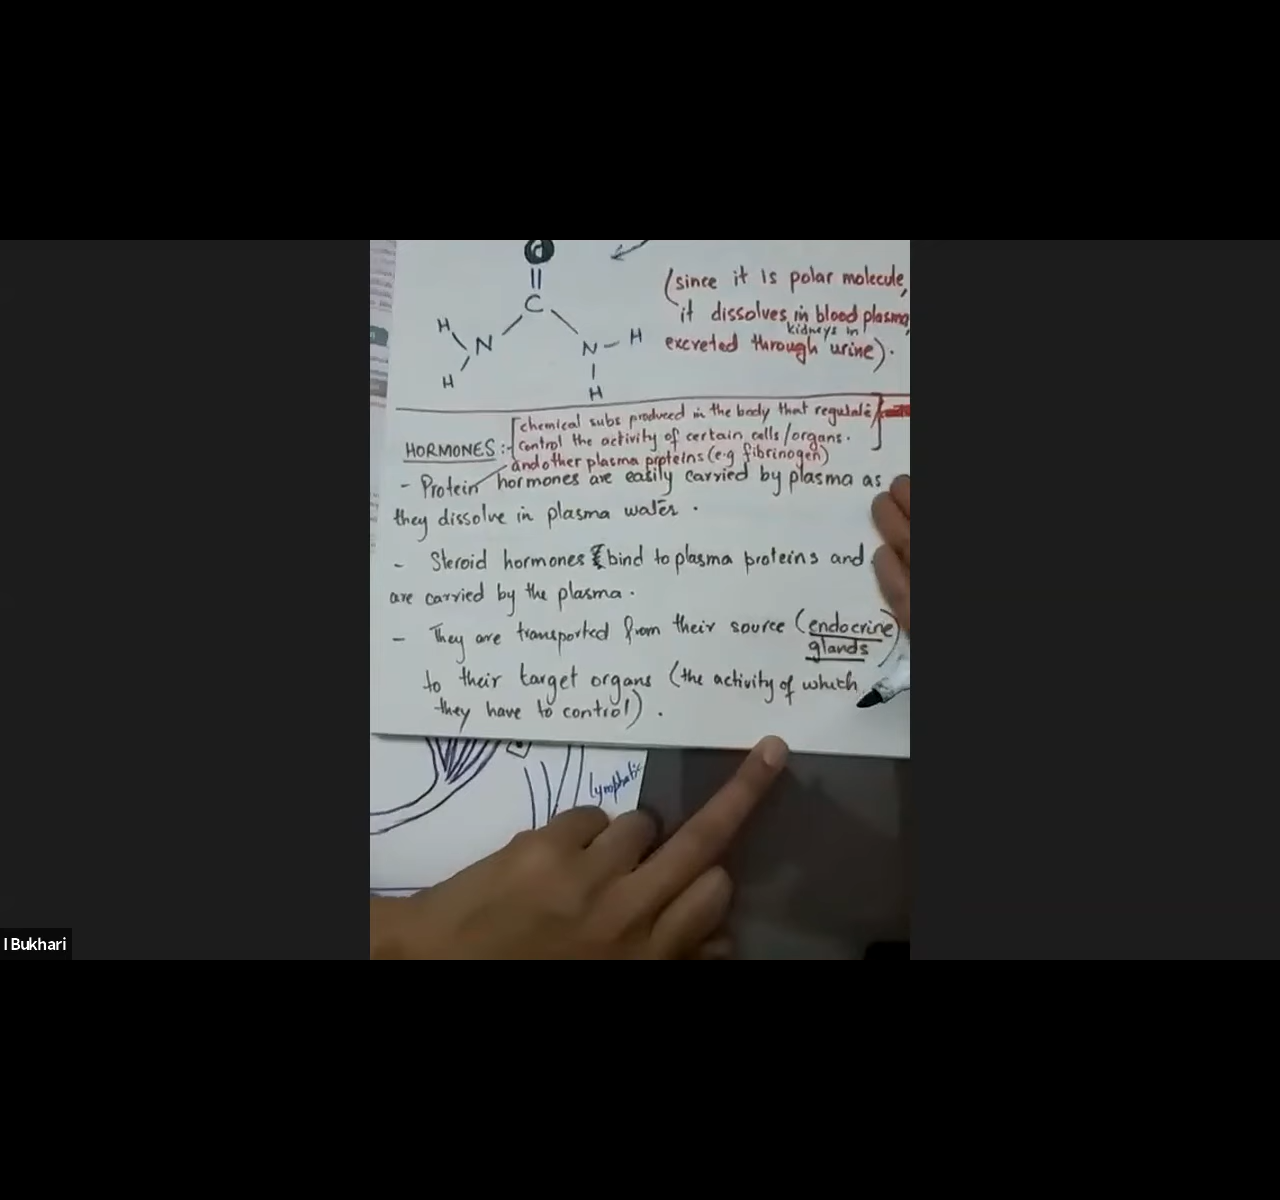 O
C
H
N
H
N - H
H
(since it is polar molecule,
it dissolves in blood plasma,
kidneys in
excreted through urine).
HORMONES :- [chemical subs produced in the body that regulate/
control the activity of certain cells/organs.]
and other plasma proteins (e.g fibrinogen)
- Protein hormones are easily carried by plasma as
they dissolve in plasma water.
- Steroid hormones bind to plasma proteins and
are carried by the plasma.
- They are transported from their source (endocrine
glands)
to their target organs (the activity of which
they have to control).
Lymphatic
I Bukhari